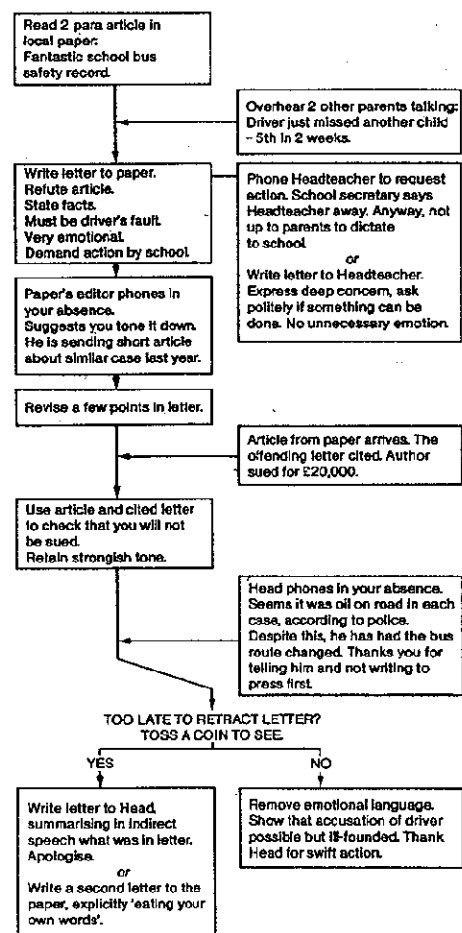 Read 2 para article in
local paper:
Fantastic school bus
safety record.
Overhear 2 other parents talking:
Driver just missed another child
– 5th in 2 weeks.
Write letter to paper.
Refute article.
State facts.
Must be driver's fault.
Very emotional.
Demand action by school.
Phone Headteacher to request
action. School secretary says
Headteacher away. Anyway, not
up to parents to dictate
to school.
or
Write letter to Headteacher.
Express deep concern, ask
politely if something can be
done. No unnecessary emotion.
Paper's editor phones in
your absence.
Suggests you tone it down.
He is sending short article
about similar case last year.
Revise a few points in letter.
Article from paper arrives. The
offending letter cited. Author
sued for £20,000.
Use article and cited letter
to check that you will not
be sued.
Retain strongish tone.
Head phones in your absence.
Seems it was oil on road in each
case, according to police.
Despite this, he has had the bus
route changed. Thanks you for
telling him and not writing to
press first.
TOO LATE TO RETRACT LETTER?
TOSS A COIN TO SEE.
YES
NO
Write letter to Head,
summarising in indirect
speech what was in letter.
Apologise.
or
Write a second letter to the
paper, explicitly 'eating your
own words'.
Remove emotional language.
Show that accusation of driver
possible but ill-founded. Thank
Head for swift action.